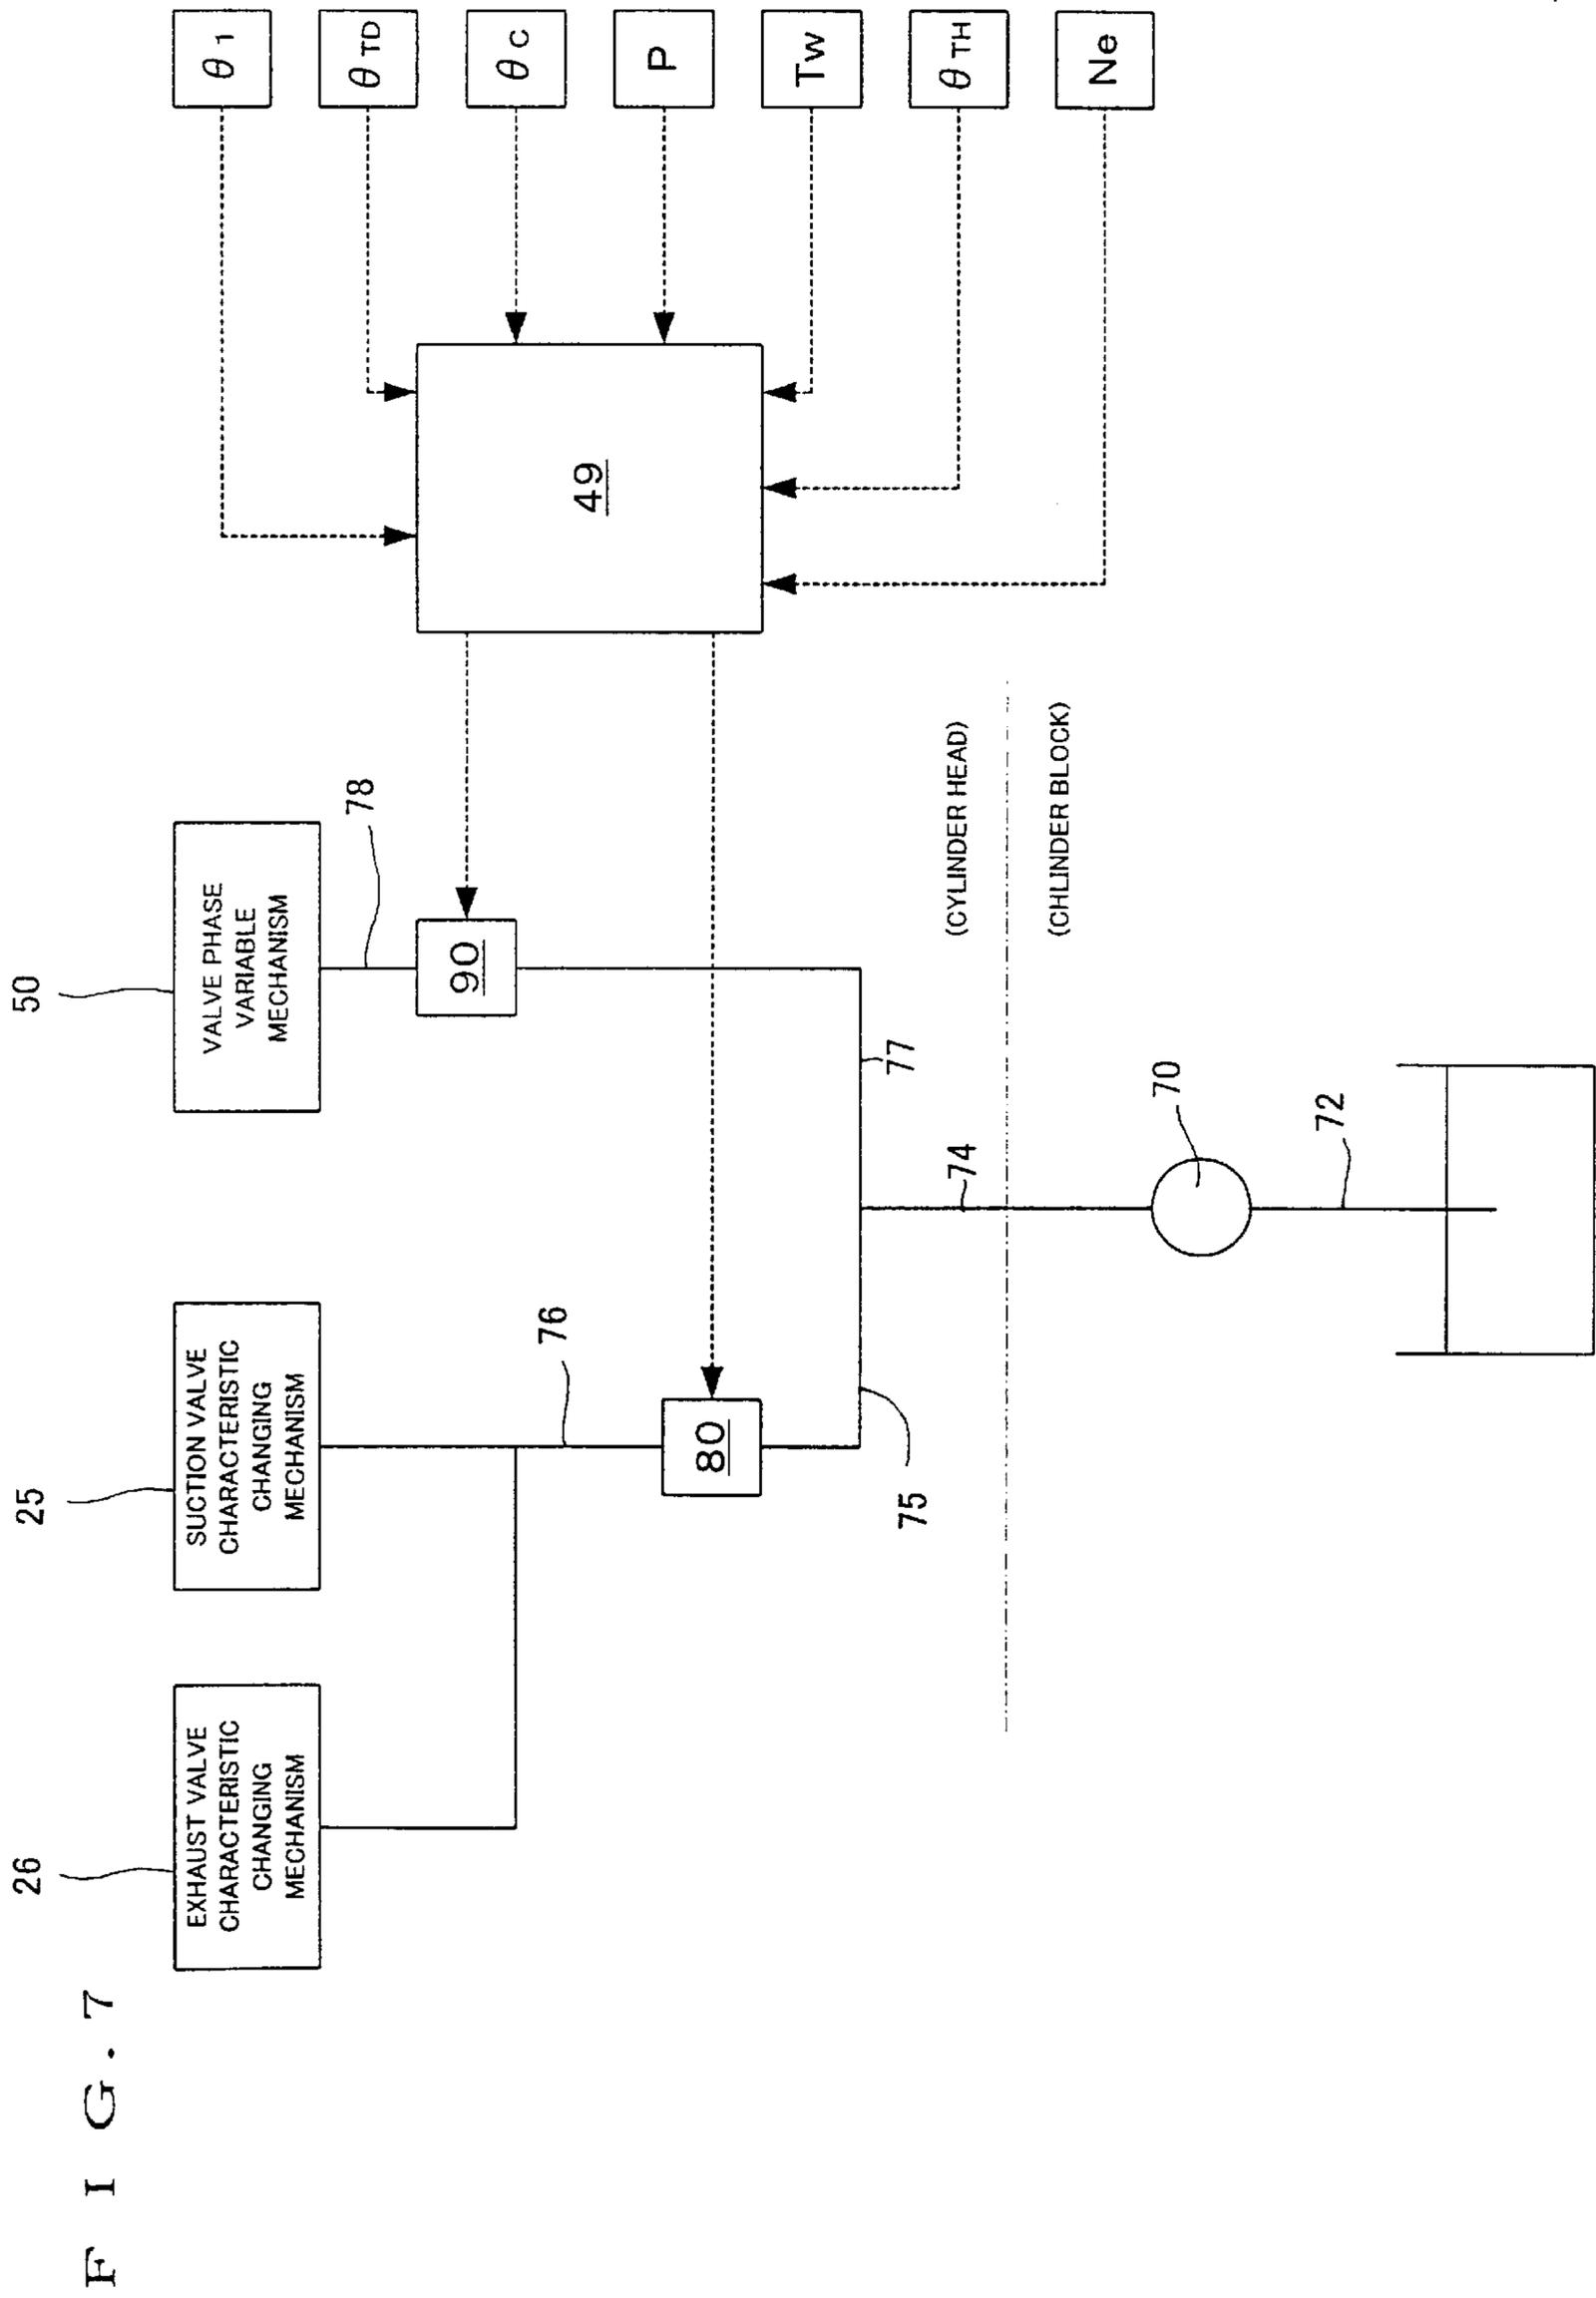 FIG.7
26
25
50
EXHAUST VALVE
CHARACTERISTIC
CHANGING
MECHANISM
SUCTION VALVE
CHARACTERISTIC
CHANGING
MECHANISM
VALVE PHASE
VARIABLE
MECHANISM
θ1
θTD
θC
P
Tw
θTH
Ne
78
76
90
49
80
75
77
74
(CYLINDER HEAD)
(CHLINDER BLOCK)
70
72